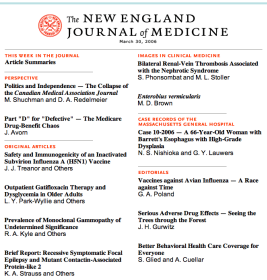 The NEW ENGLAND
JOURNAL of MEDICINE
March 30, 2006
THIS WEEK IN THE JOURNAL
Article Summaries
PERSPECTIVE
Politics and Independence — The Collapse of
the Canadian Medical Association Journal
M. Shuchman and D. A. Redelmeier
Part "D" for "Defective" — The Medicare
Drug-Benefit Chaos
J. Avorn
ORIGINAL ARTICLES
Safety and Immunogenicity of an Inactivated
Subvirion Influenza A (H5N1) Vaccine
J. J. Treanor and Others
Outpatient Gatifloxacin Therapy and
Dysglycemia in Older Adults
L. Y. Park-Wyllie and Others
Prevalence of Monoclonal Gammopathy of
Undetermined Significance
R. A. Kyle and Others
Brief Report: Recessive Symptomatic Focal
Epilepsy and Mutant Contactin-Associated
Protein-like 2
K. A. Strauss and Others
IMAGES IN CLINICAL MEDICINE
Bilateral Renal-Vein Thrombosis Associated
with the Nephrotic Syndrome
S. Phonsombat and M. L. Stoller
Enterobius vermicularis
M. D. Brown
CASE RECORDS OF THE
MASSACHUSETTS GENERAL HOSPITAL
Case 10-2006 — A 66-Year-Old Woman with
Barrett's Esophagus with High-Grade
Dysplasia
N. S. Nishioka and G. Y. Lauwers
EDITORIALS
Vaccines against Avian Influenza — A Race
against Time
G. A. Poland
Serious Adverse Drug Effects — Seeing the
Trees through the Forest
J. H. Gurwitz
Better Behavioral Health Care Coverage for
Everyone
S. Glied and A. Cuellar